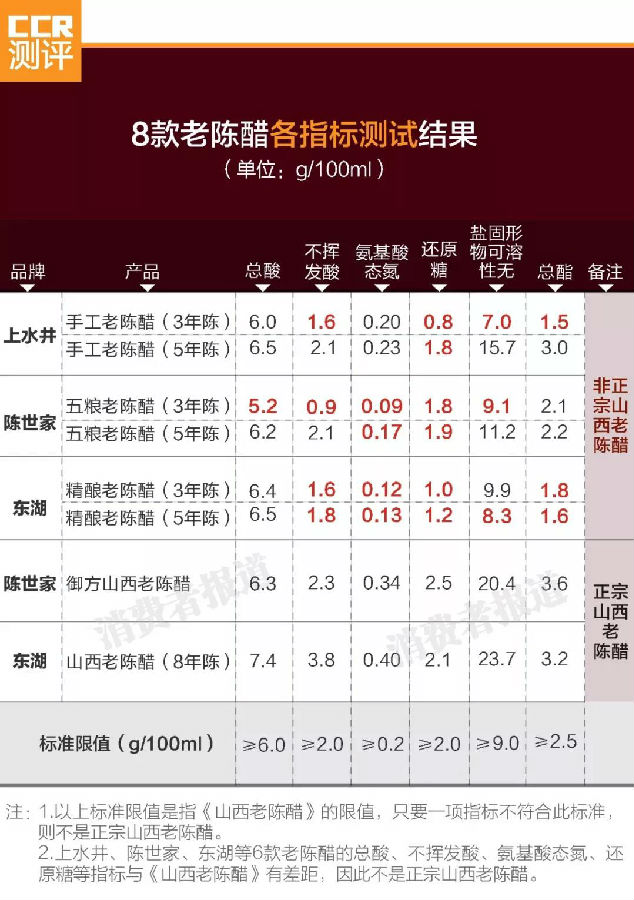 CCR
测评
8款老陈醋各指标测试结果
（单位：g/100ml）
品牌 产品 总酸 不挥发酸 氨基酸态氮 还原糖 盐固形物可溶性无 总酯 备注
上水井 手工老陈醋（3年陈） 6.0 1.6 0.20 0.8 7.0 1.5
手工老陈醋（5年陈） 6.5 2.1 0.23 1.8 15.7 3.0
陈世家 五粮老陈醋（3年陈） 5.2 0.9 0.09 1.8 9.1 2.1
五粮老陈醋（5年陈） 6.2 2.1 0.17 1.9 11.2 2.2
非正宗山西老陈醋
东湖 精酿老陈醋（3年陈） 6.4 1.6 0.12 1.0 9.9 1.8
精酿老陈醋（5年陈） 6.5 1.8 0.13 1.2 8.3 1.6
陈世家 御方山西老陈醋 6.3 2.3 0.34 2.5 20.4 3.6
正宗山西老陈醋
东湖 山西老陈醋（8年陈） 7.4 3.8 0.40 2.1 23.7 3.2
消费者报道
消费者报道
标准限值（g/100ml） ≥6.0 ≥2.0 ≥0.2 ≥2.0 ≥9.0 ≥2.5
注：1.以上标准限值是指《山西老陈醋》的限值，只要一项指标不符合此标准，
则不是正宗山西老陈醋。
2.上水井、陈世家、东湖等6款老陈醋的总酸、不挥发酸、氨基酸态氮、还
原糖等指标与《山西老陈醋》有差距，因此不是正宗山西老陈醋。